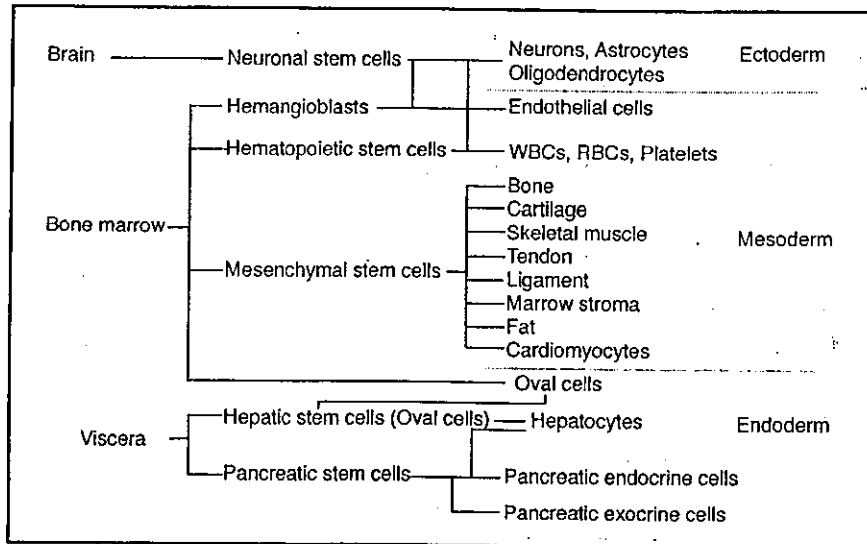 Brain
Neuronal stem cells
Neurons, Astrocytes
Oligodendrocytes
Ectoderm
Hemangioblasts
Endothelial cells
Hematopoietic stem cells
WBCs, RBCs, Platelets
Bone marrow
Mesenchymal stem cells
Bone
Cartilage
Skeletal muscle
Tendon
Ligament
Marrow stroma
Fat
Cardiomyocytes
Mesoderm
Oval cells
Viscera
Hepatic stem cells (Oval cells)
Hepatocytes
Endoderm
Pancreatic stem cells
Pancreatic endocrine cells
Pancreatic exocrine cells